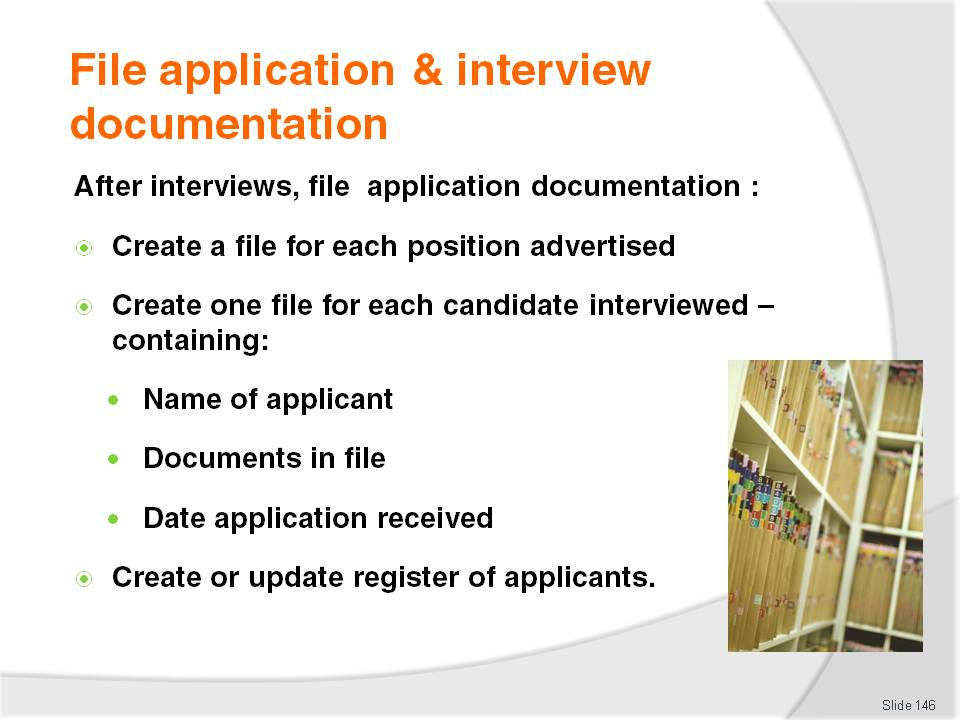 File application & interview
documentation
After interviews, file  application documentation :
Create a file for each position advertised
Create one file for each candidate interviewed –
containing:
Name of applicant
Documents in file
Date application received
Create or update register of applicants.
Slide 146